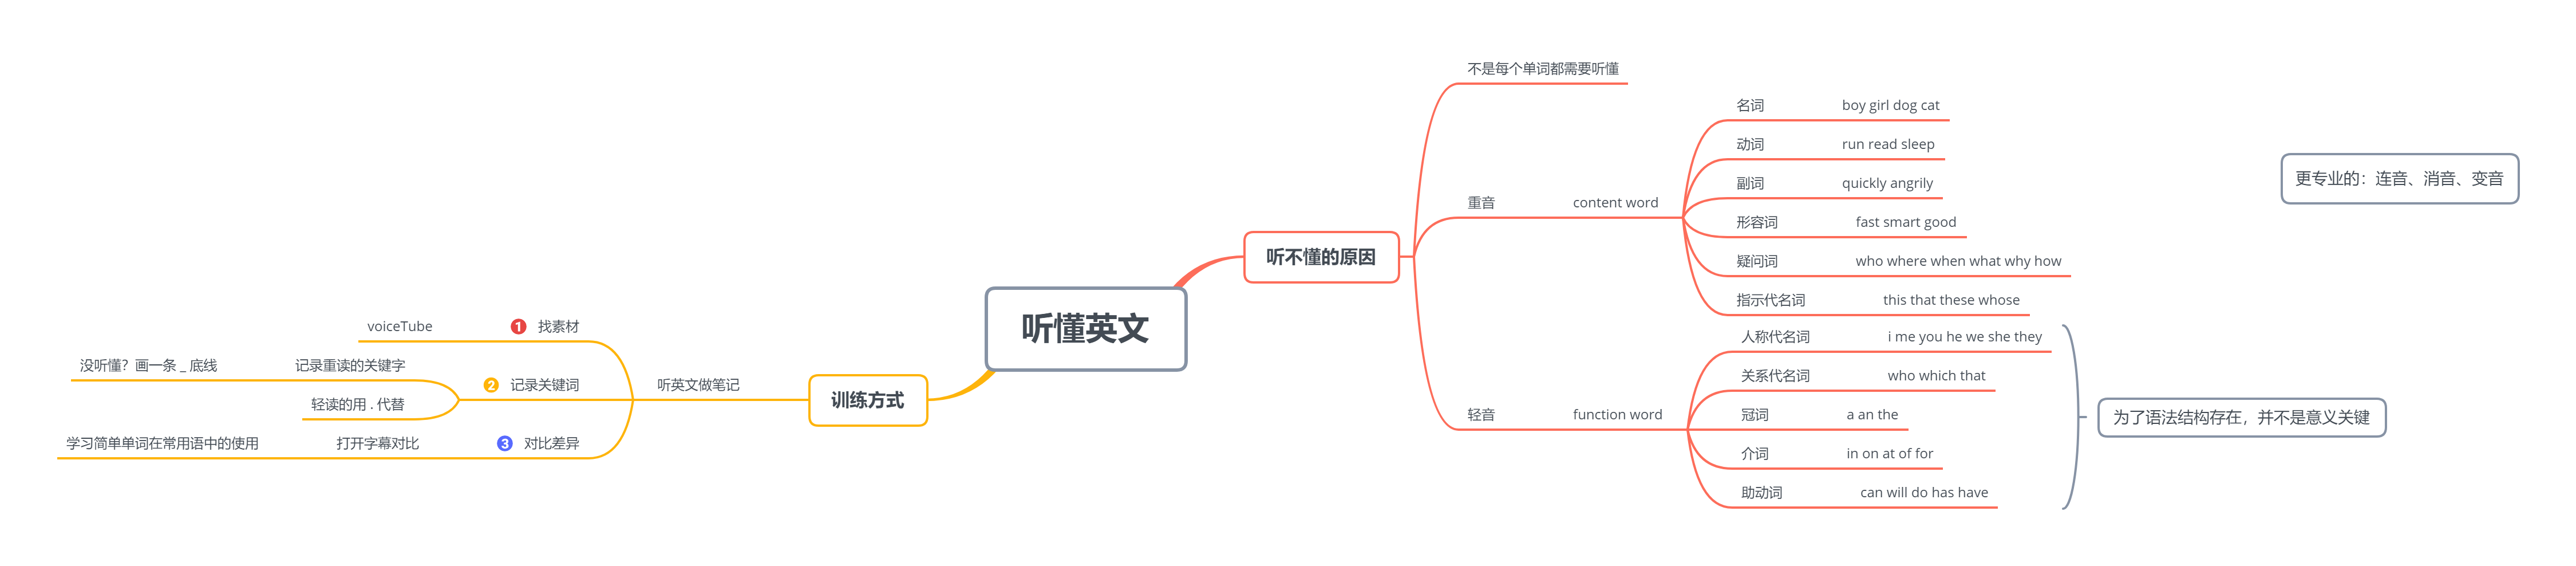 听懂英文
听不懂的原因
不是每个单词都需要听懂
重音
content word
名词
boy girl dog cat
动词
run read sleep
副词
quickly angrily
形容词
fast smart good
疑问词
who where when what why how
指示代名词
this that these whose
轻音
function word
人称代名词
i me you he we she they
关系代名词
who which that
冠词
a an the
介词
in on at of for
助动词
can will do has have
为了语法结构存在，并不是意义关键
更专业的：连音、消音、变音
训练方式
听英文做笔记
1 找素材
voiceTube
2 记录关键词
记录重读的关键字
没听懂？画一条 _ 底线
轻读的用 . 代替
3 对比差异
打开字幕对比
学习简单单词在常用语中的使用